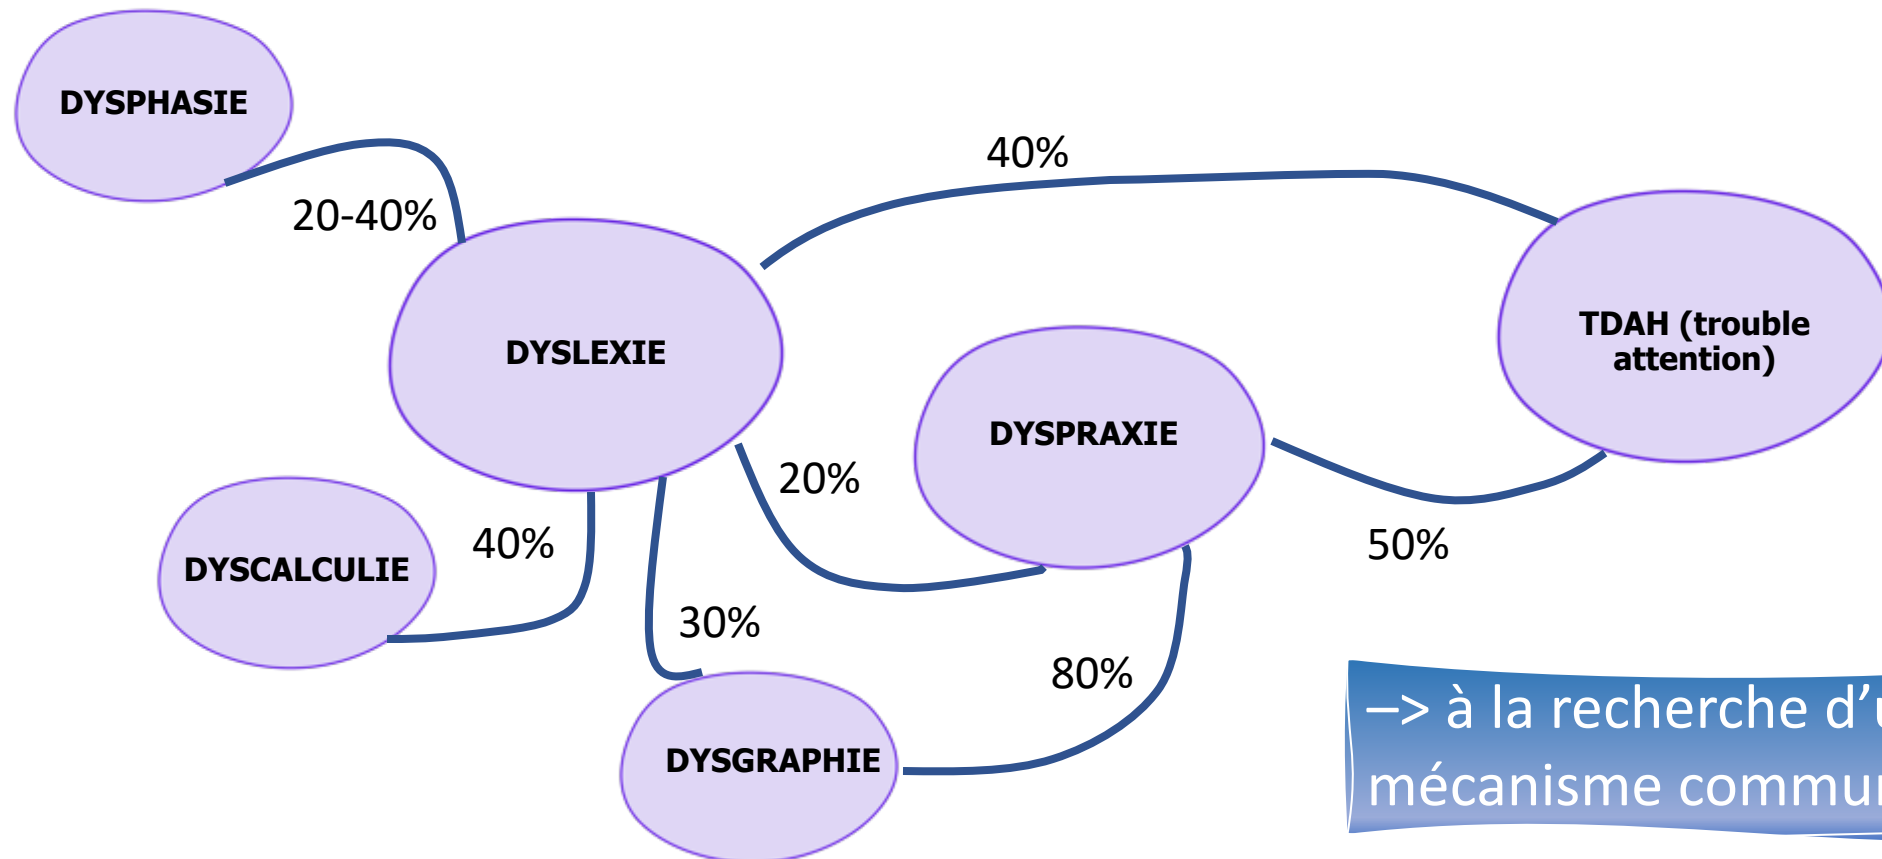 DYSPHASIE
40%
20-40%
DYSLEXIE
TDAH (trouble
attention)
DYSPRAXIE
20%
40%
50%
DYSCALCULIE
30%
80%
–> à la recherche d’u
mécanisme commun
DYSGRAPHIE